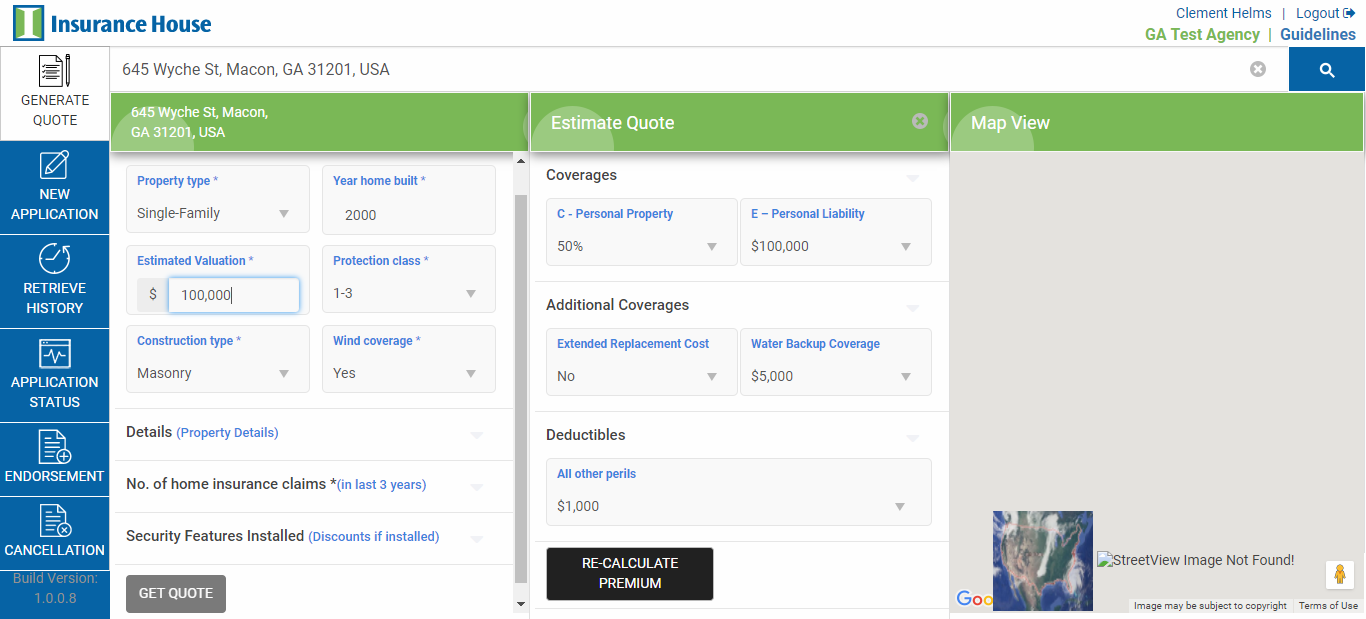 Insurance House
Clement Helms | Logout
GA Test Agency | Guidelines
GENERATE
QUOTE
645 Wyche St, Macon, GA 31201, USA
NEW
APPLICATION
RETRIEVE
HISTORY
APPLICATION
STATUS
ENDORSEMENT
CANCELLATION
Build Version:
1.0.0.8
645 Wyche St, Macon,
GA 31201, USA
Property type *
Single-Family
Year home built *
2000
Estimated Valuation *
$ 100,000
Protection class *
1-3
Construction type *
Masonry
Wind coverage *
Yes
Details (Property Details)
No. of home insurance claims *(in last 3 years)
Security Features Installed (Discounts if installed)
GET QUOTE
Estimate Quote
Coverages
C - Personal Property
50%
E – Personal Liability
$100,000
Additional Coverages
Extended Replacement Cost
No
Water Backup Coverage
$5,000
Deductibles
All other perils
$1,000
RE-CALCULATE
PREMIUM
Map View
StreetView Image Not Found!
Goo
Image may be subject to copyright
Terms of Use